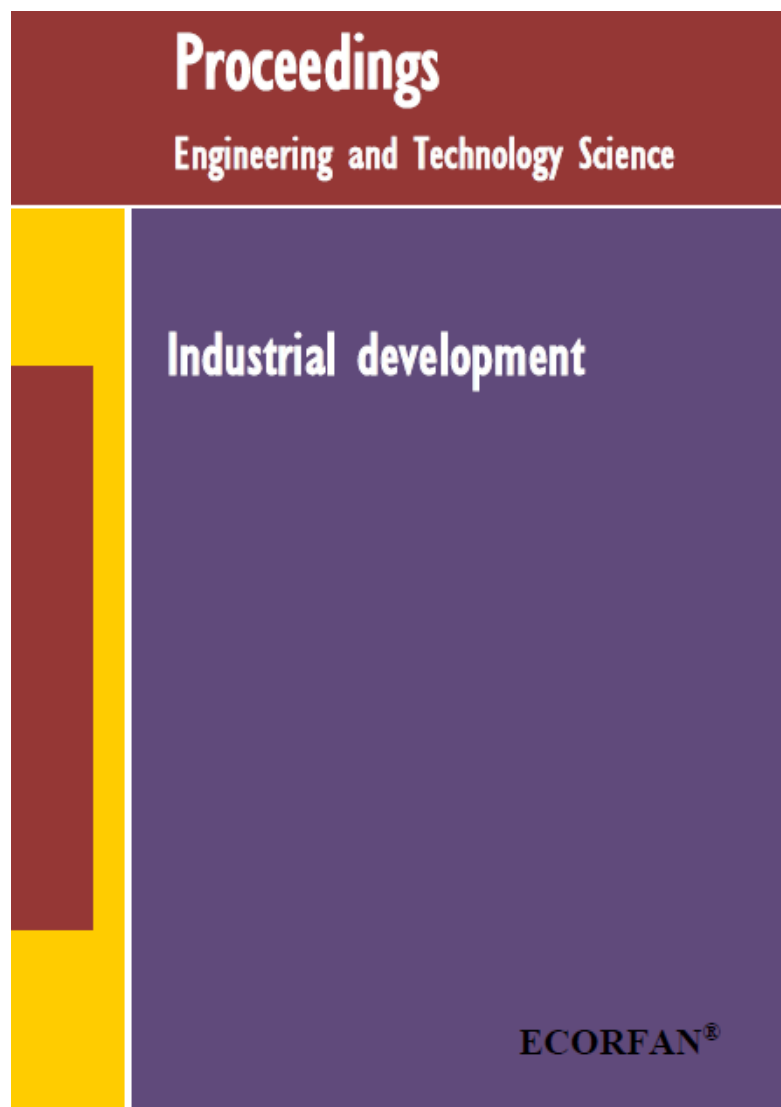 Proceedings
Engineering and Technology Science
Industrial development
ECORFAN®